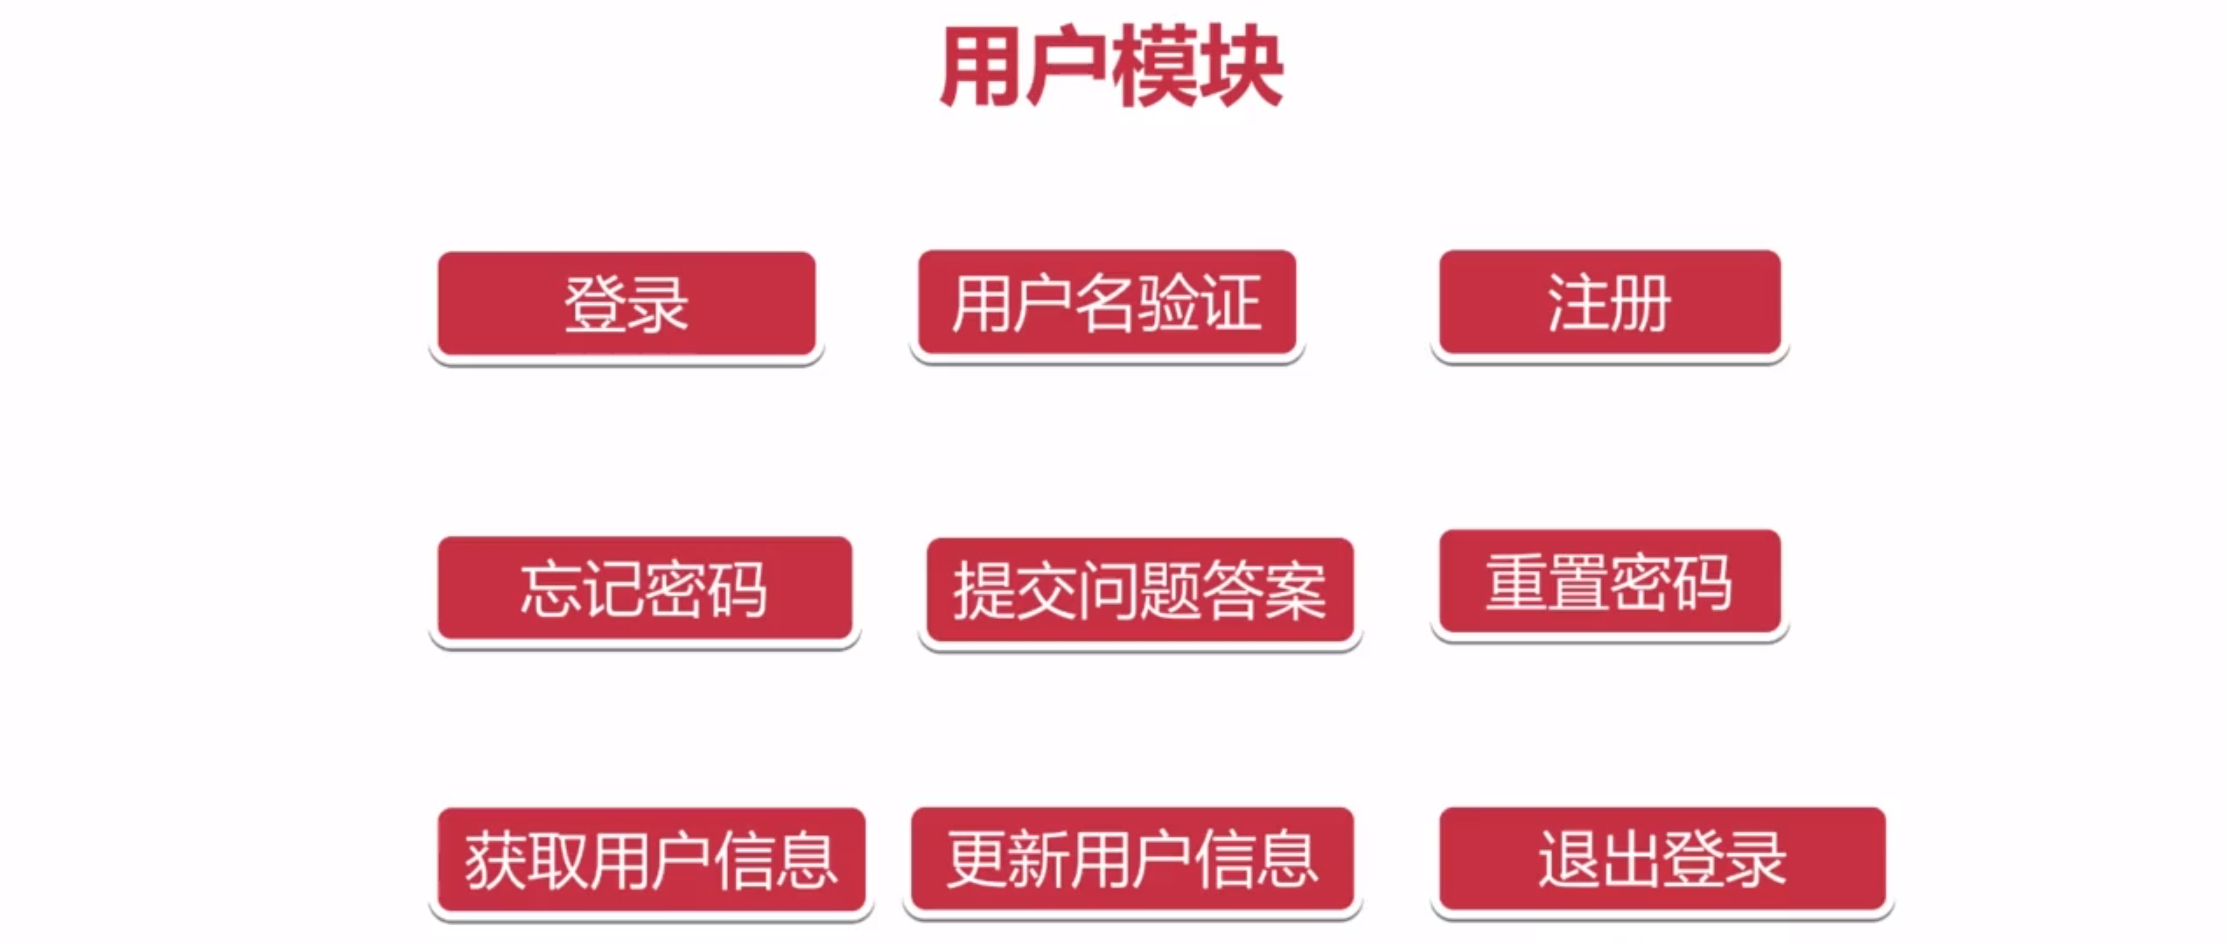 用户模块
登录
用户名验证
注册
忘记密码
提交问题答案
重置密码
获取用户信息
更新用户信息
退出登录